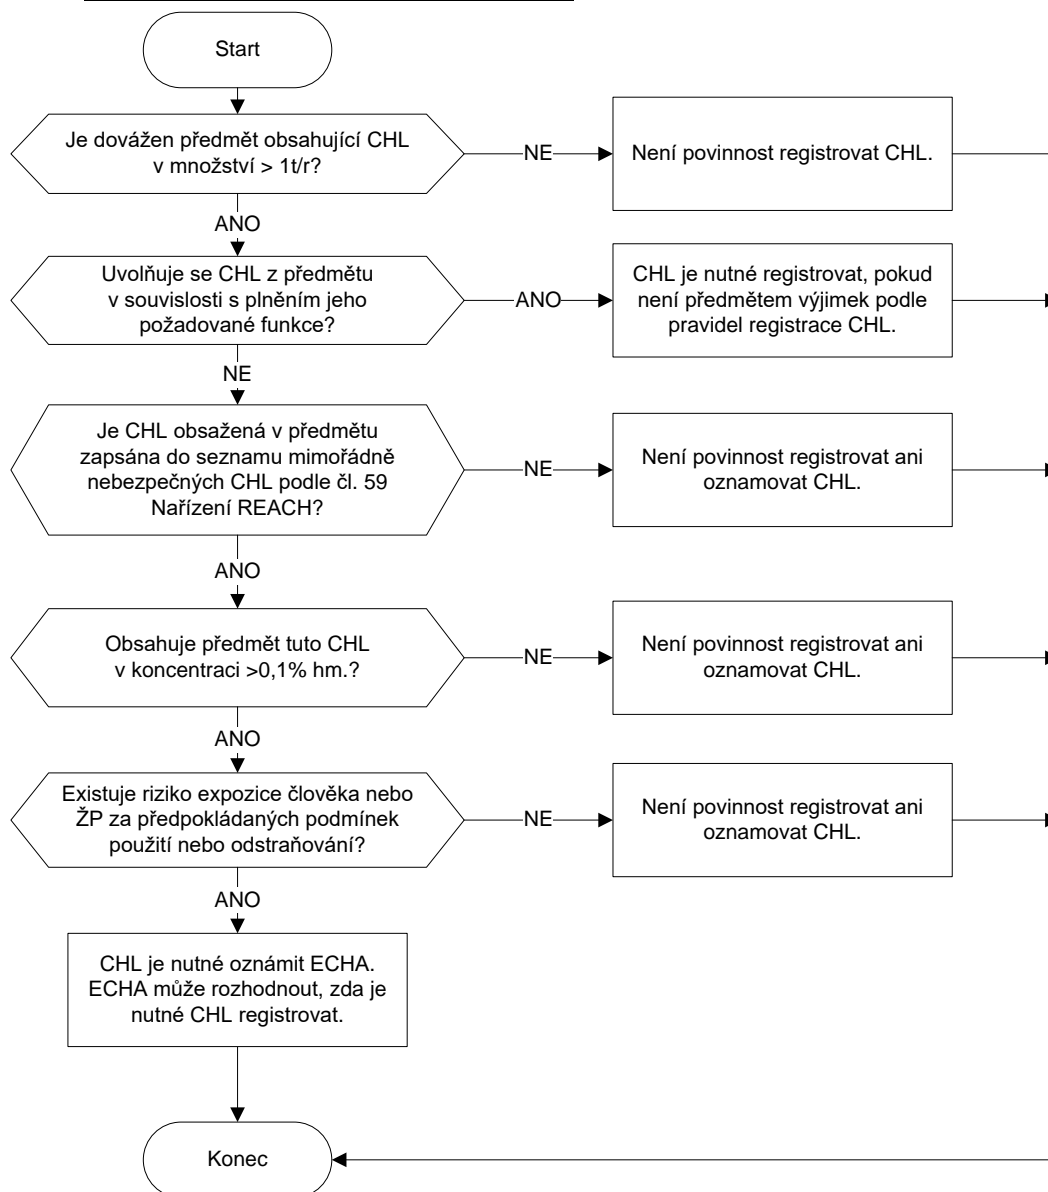 Start
Je dovážen předmět obsahující CHL
v množství > 1t/r?
NE
Není povinnost registrovat CHL.
ANO
Uvolňuje se CHL z předmětu
v souvislosti s plněním jeho
požadované funkce?
ANO
CHL je nutné registrovat, pokud
není předmětem výjimek podle
pravidel registrace CHL.
NE
Je CHL obsažená v předmětu
zapsána do seznamu mimořádně
nebezpečných CHL podle čl. 59
Nařízení REACH?
NE
Není povinnost registrovat ani
oznamovat CHL.
ANO
Obsahuje předmět tuto CHL
v koncentraci >0,1% hm.?
NE
Není povinnost registrovat ani
oznamovat CHL.
ANO
Existuje riziko expozice člověka nebo
ŽP za předpokládaných podmínek
použití nebo odstraňování?
NE
Není povinnost registrovat ani
oznamovat CHL.
ANO
CHL je nutné oznámit ECHA.
ECHA může rozhodnout, zda je
nutné CHL registrovat.
Konec